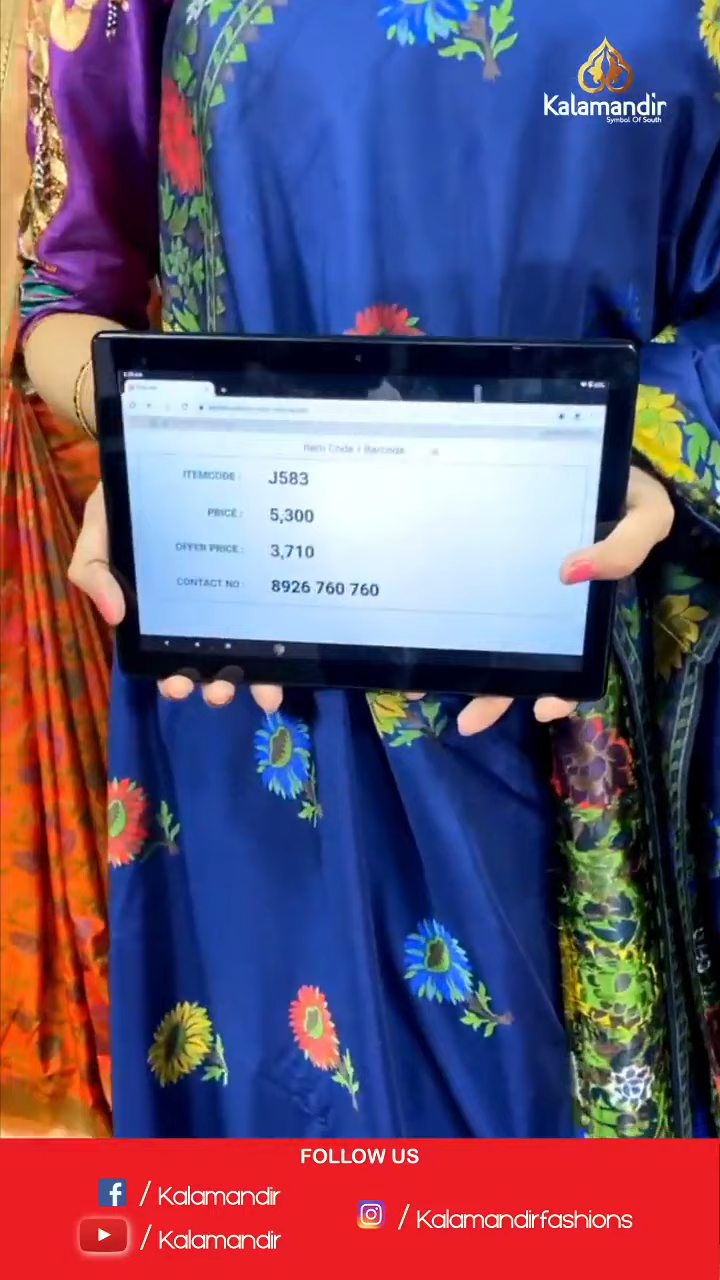 Kalamandir
Symbol Of South
Item Code / Barcode
ITEMCODE : J583
PRICE : 5,300
OFFER PRICE : 3,710
CONTACT NO : 8926 760 760
FOLLOW US
/ Kalamandir
/ Kalamandirfashions
/ Kalamandir